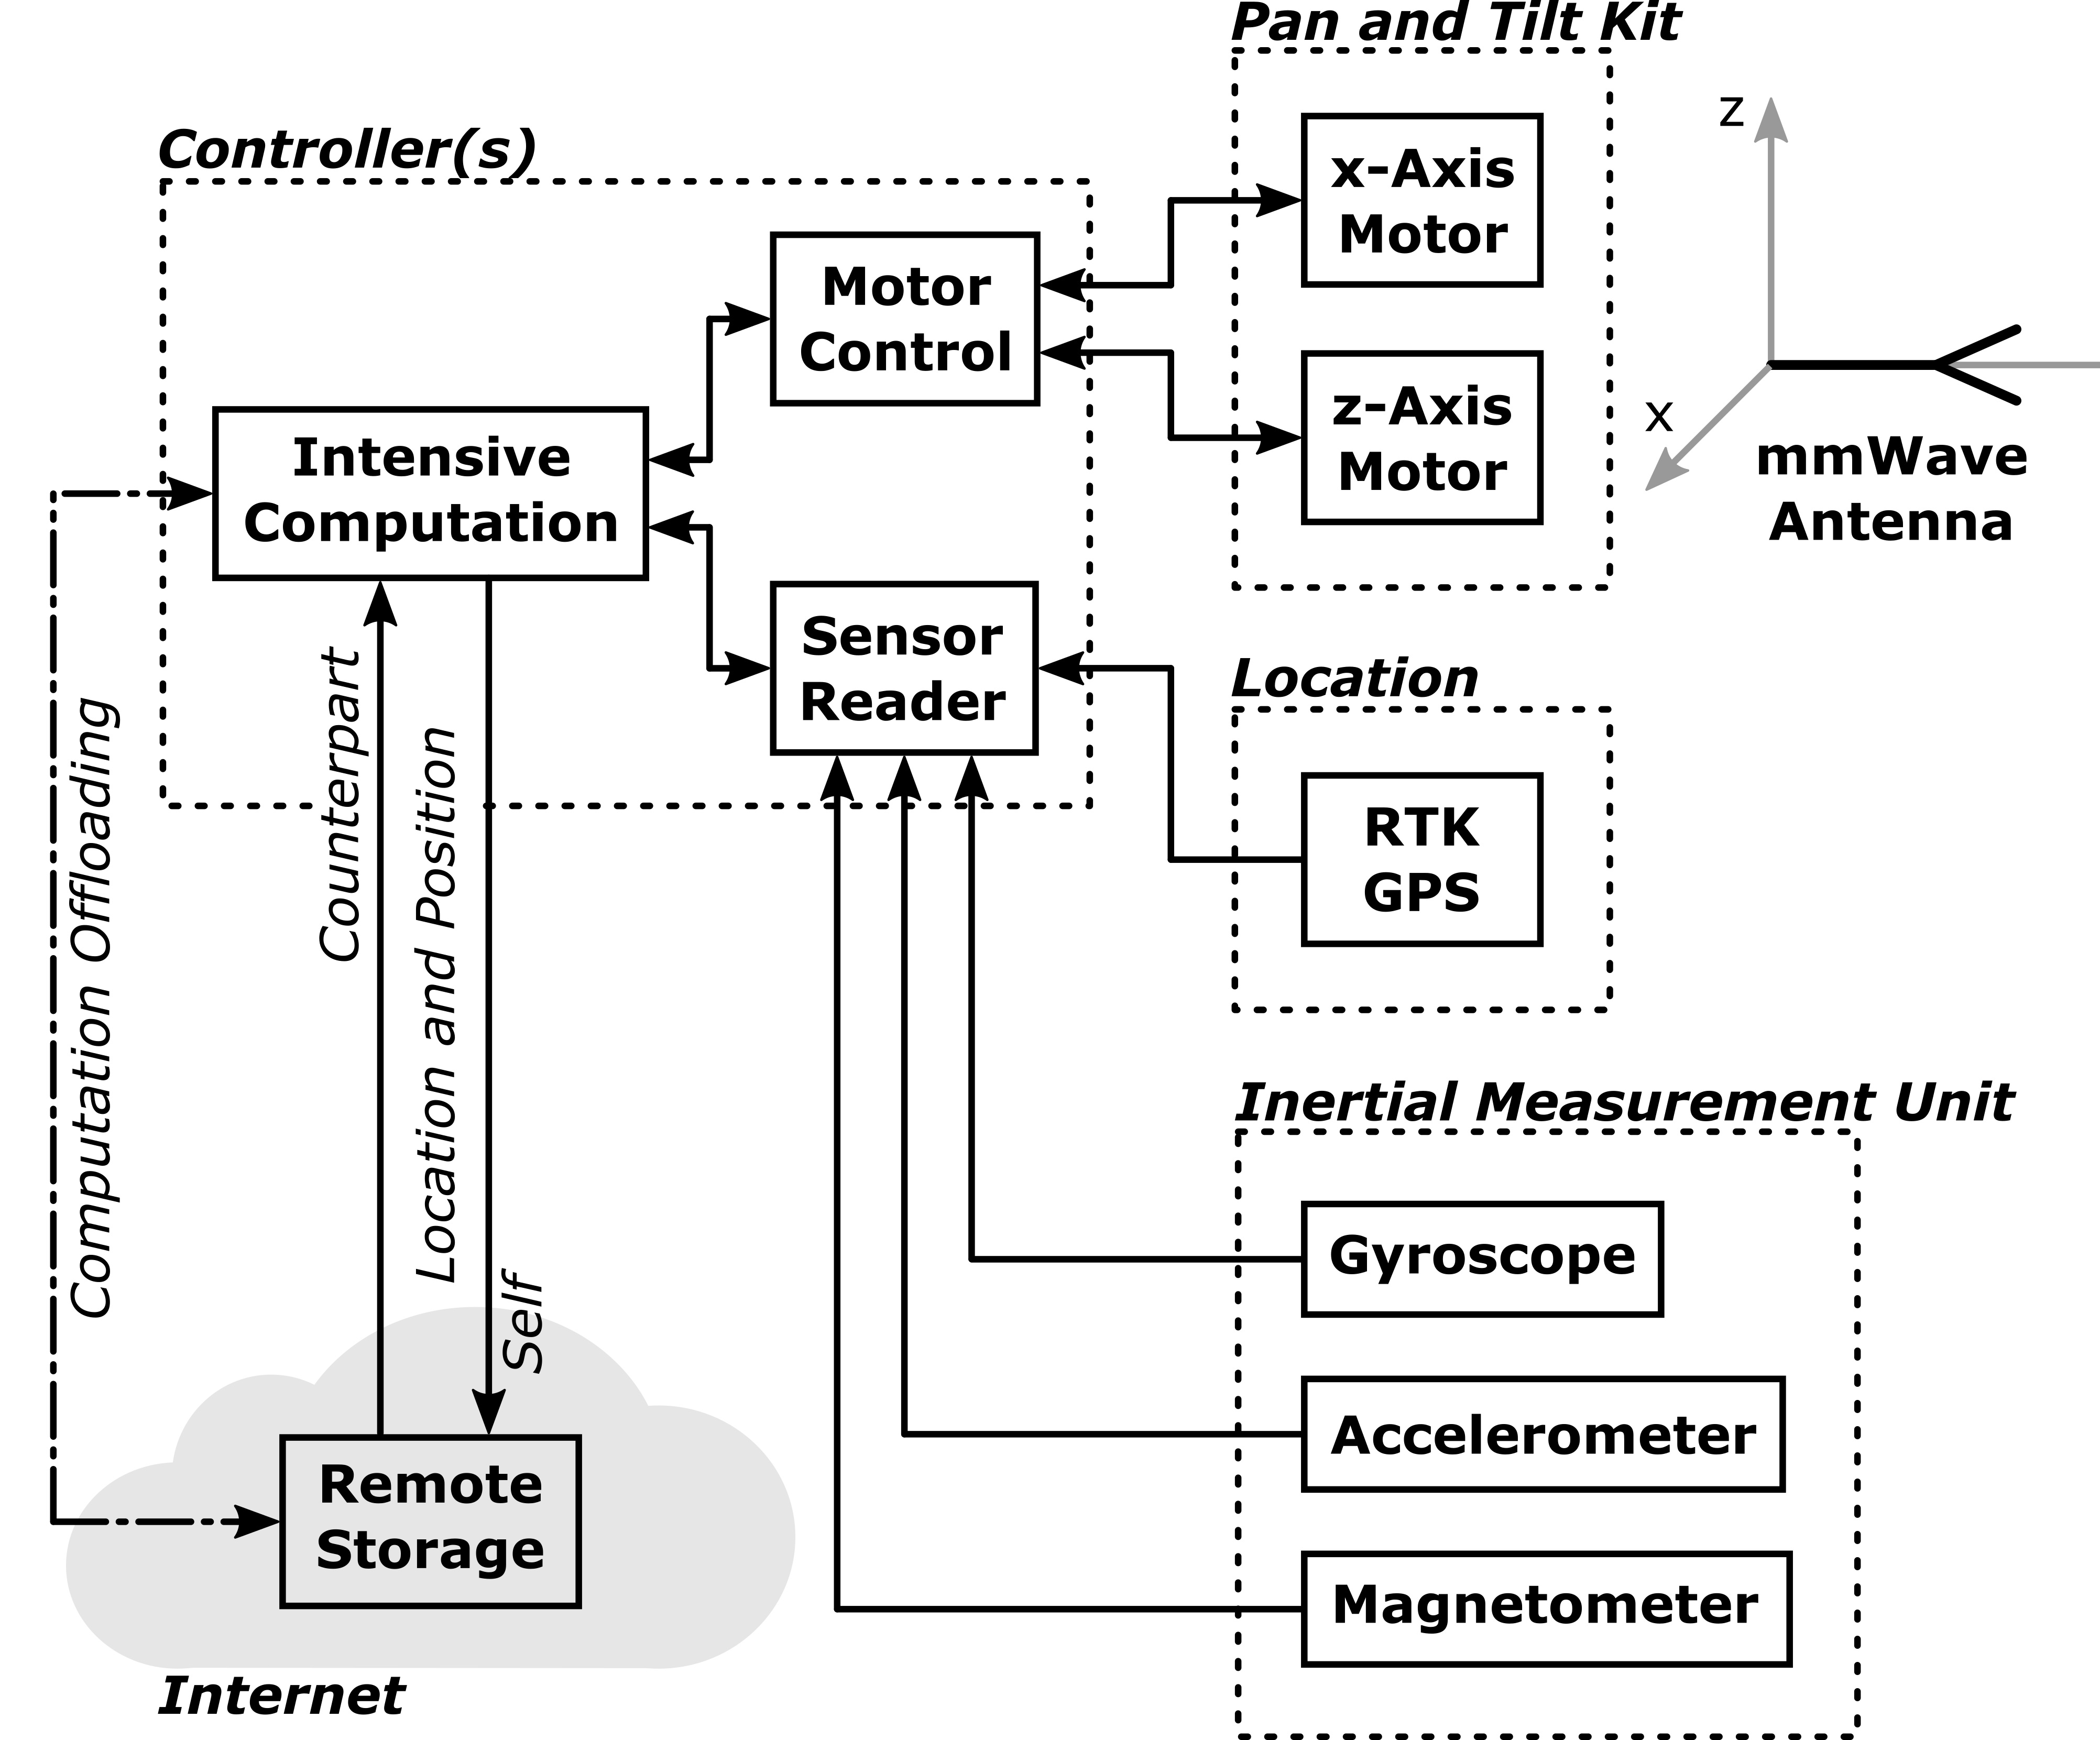 Pan and Tilt Kit
Controller(s)
x-Axis
Motor
z
Motor
Control
z-Axis
Motor
x
mmWave
Antenna
Intensive
Computation
Sensor
Reader
Location
RTK
GPS
Computation Offloading
Counterpart
Location and Position
Self
Inertial Measurement Unit
Gyroscope
Accelerometer
Magnetometer
Remote
Storage
Internet